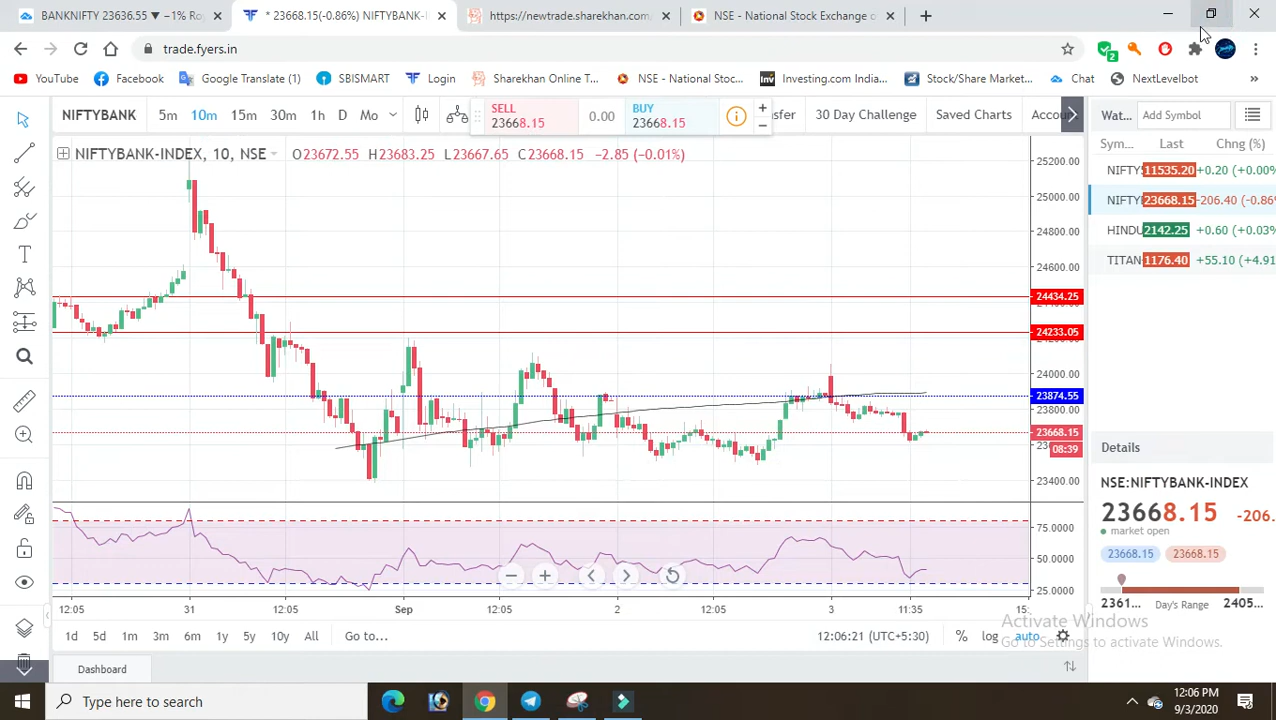 BANKNIFTY 23636.55 ▼ −1% Ro
* 23668.15(-0.86%) NIFTYBANK-
https://newtrade.sharekhan.com
NSE - National Stock Exchange o
trade.fyers.in
2
YouTube
Facebook
Google Translate (1)
SBISMART
Login
Sharekhan Online T...
NSE - National Stoc...
Investing.com India...
Stock/Share Market...
Chat
NextLevelbot
»
NIFTYBANK 5m 10m 15m 30m 1h D Mo
SELL
23668.15
0.00
BUY
23668.15
+
−
sfer
30 Day Challenge
Saved Charts
Accou
Wat...
Add Symbol
NIFTYBANK-INDEX, 10, NSE O23672.55 H23683.25 L23667.65 C23668.15 −2.85 (−0.01%)
Sym... Last Chng (%)
NIFTY 11535.20 +0.20 (+0.00%
NIFTY 23668.15 -206.40 (-0.86
HINDU 2142.25 +0.60 (+0.03%
TITAN 1176.40 +55.10 (+4.91
25200.00
25000.00
24800.00
24600.00
24434.25
24233.05
24000.00
23874.55
23800.00
23668.15
08:39
23400.00
75.0000
50.0000
25.0000
Details
NSE:NIFTYBANK-INDEX
23668.15 -206.
market open
23668.15 23668.15
2361... Day's Range 2405...
12:05 31 12:05 Sep 12:05 2 12:05 3 11:35 15:
1d 5d 1m 3m 6m 1y 5y 10y All Go to...
12:06:21 (UTC+5:30) % log auto
Activate Windows
Go to Settings to activate Windows.
Dashboard
Type here to search
12:06 PM
9/3/2020